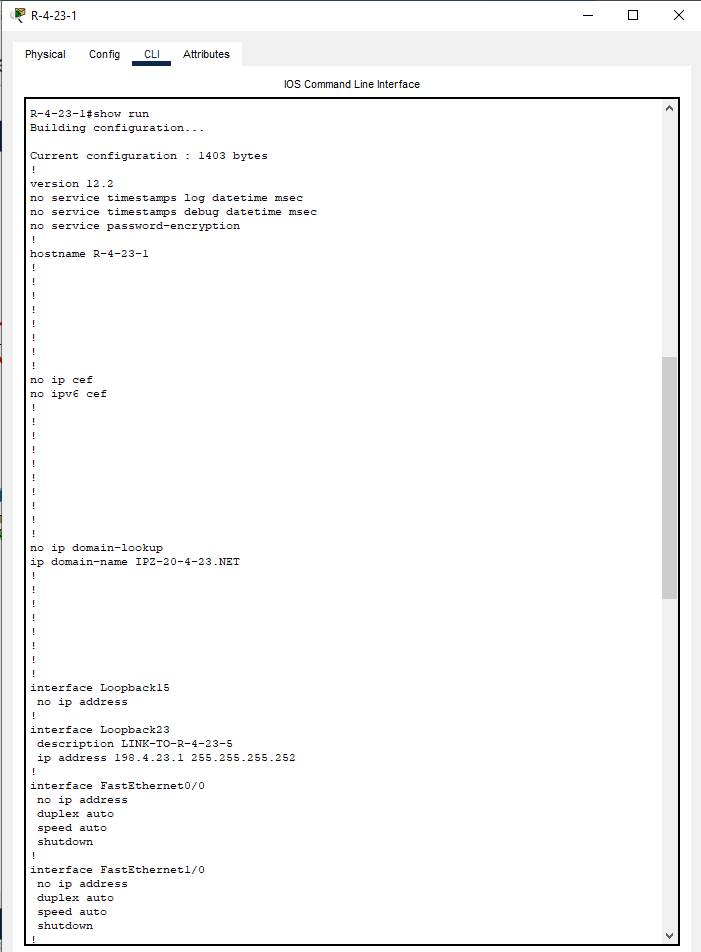 R-4-23-1
Physical Config CLI Attributes
IOS Command Line Interface
R-4-23-1#show run
Building configuration...
Current configuration : 1403 bytes
!
version 12.2
no service timestamps log datetime msec
no service timestamps debug datetime msec
no service password-encryption
!
hostname R-4-23-1
!
!
!
!
!
!
!
!
no ip cef
no ipv6 cef
!
!
!
!
!
!
!
!
!
!
no ip domain-lookup
ip domain-name IPZ-20-4-23.NET
!
!
!
!
!
!
!
!
interface Loopback15
no ip address
!
interface Loopback23
description LINK-TO-R-4-23-5
ip address 198.4.23.1 255.255.255.252
!
interface FastEthernet0/0
no ip address
duplex auto
speed auto
shutdown
!
interface FastEthernet1/0
no ip address
duplex auto
speed auto
shutdown
!